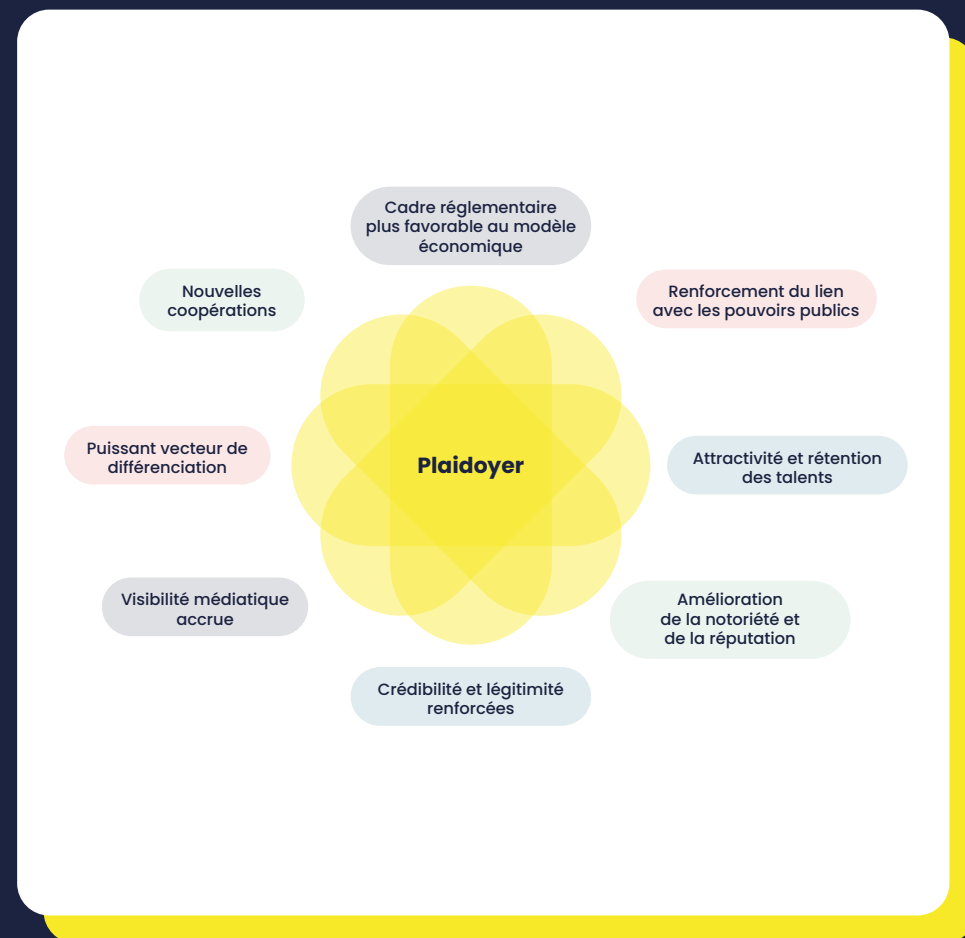 Cadre réglementaire
plus favorable au modèle
économique
Nouvelles
coopérations
Renforcement du lien
avec les pouvoirs publics
Puissant vecteur de
différenciation
Plaidoyer
Attractivité et rétention
des talents
Visibilité médiatique
accrue
Amélioration
de la notoriété et
de la réputation
Crédibilité et légitimité
renforcées